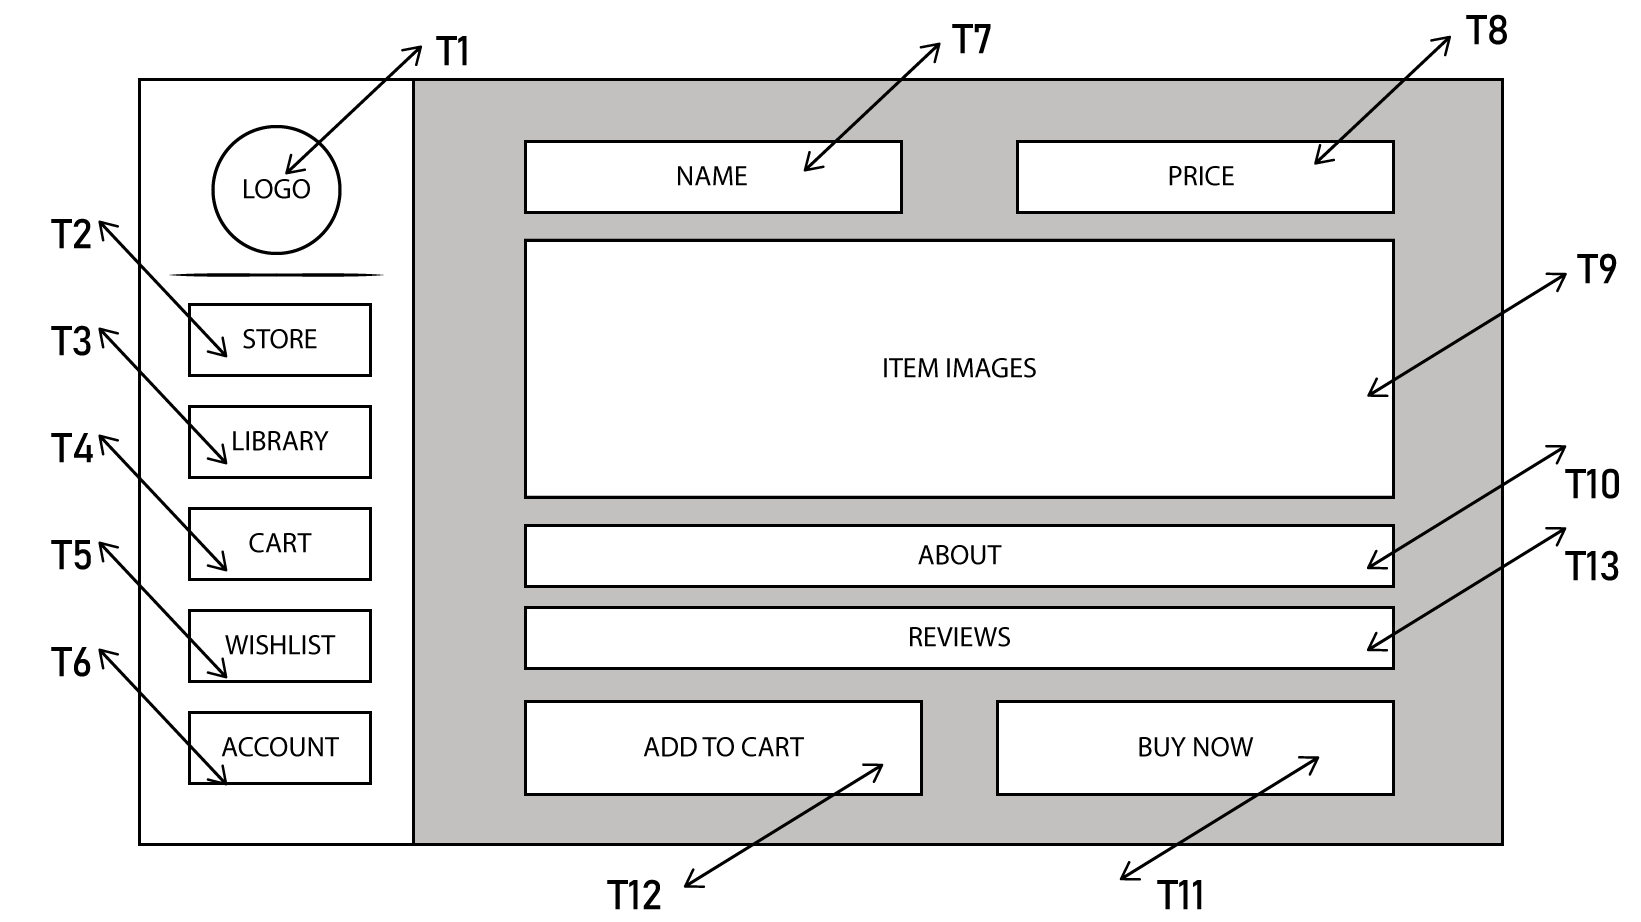 T1
T7
T8
LOGO
NAME
PRICE
T2
T9
STORE
T3
ITEM IMAGES
LIBRARY
T4
T10
CART
T5
ABOUT
T13
WISHLIST
REVIEWS
T6
ACCOUNT
ADD TO CART
BUY NOW
T12
T11